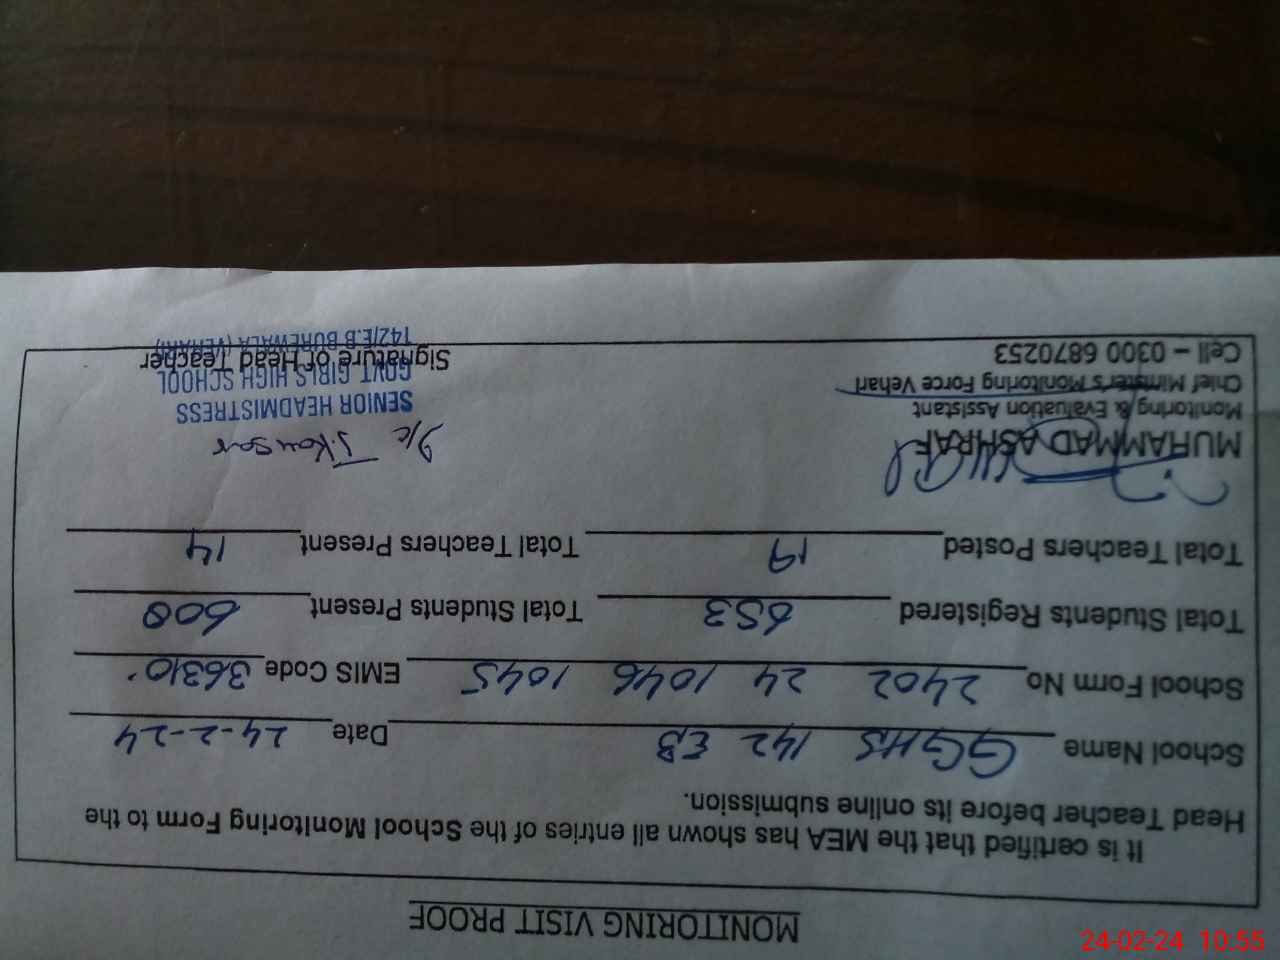 MONITORING VISIT PROOF
It is certified that the MEA has shown all entries of the School Monitoring Form to the
Head Teacher before its online submission.
School Name GGHS 142 EB Date 24-2-24
School Form No 2402 24 1046 1045 EMIS Code 36310
Total Students Registered 653 Total Students Present 600
Total Teachers Posted 19 Total Teachers Present 14
MUHAMMAD ASHRAF
Monitoring & Evaluation Assistant
Chief Minister's Monitoring Force Vehari
Cell – 0300 6870253
I/c T.Kousar
SENIOR HEADMISTRESS
GOVT GIRLS HIGH SCHOOL
Signature of Head Teacher
142/E.B BUREWALA (VEHARI)
24-02-24 10:55